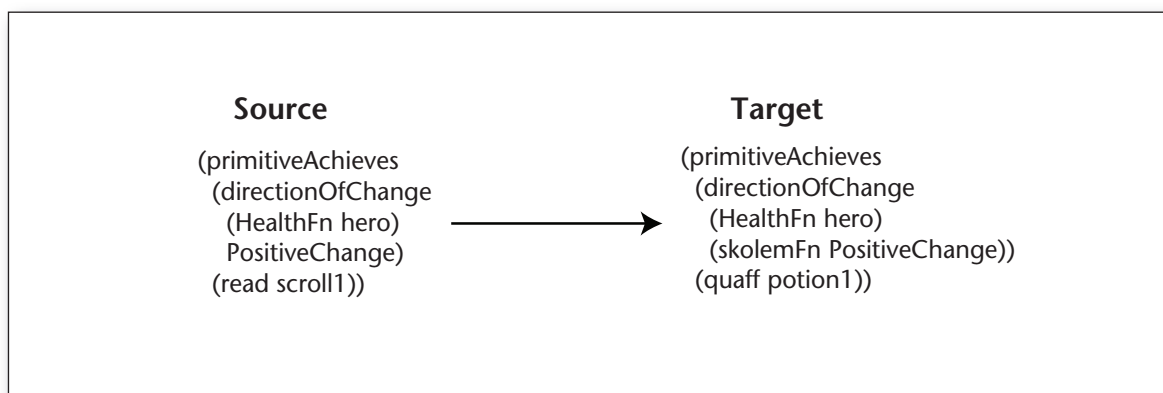 Source
(primitiveAchieves
(directionOfChange
(HealthFn hero)
PositiveChange)
(read scroll1))
Target
(primitiveAchieves
(directionOfChange
(HealthFn hero)
(skolemFn PositiveChange))
(quaff potion1))